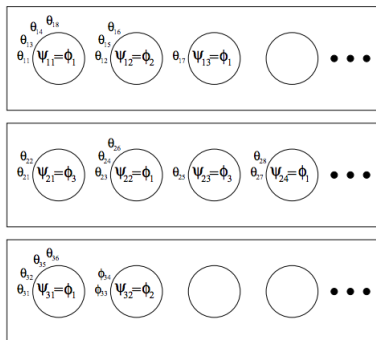 θ₁₈
θ₁₄
θ₁₃
θ₁₁ ψ₁₁=ϕ₁
θ₁₆
θ₁₅
θ₁₂ ψ₁₂=ϕ₂
θ₁₇ ψ₁₃=ϕ₁
θ₂₂
θ₂₁ ψ₂₁=ϕ₃
θ₂₆
θ₂₄
θ₂₃ ψ₂₂=ϕ₁
θ₂₅ ψ₂₃=ϕ₃
θ₂₈
θ₂₇ ψ₂₄=ϕ₁
θ₃₆
θ₃₅
θ₃₂
θ₃₁ ψ₃₁=ϕ₁
ϕ₃₄
ϕ₃₃ ψ₃₂=ϕ₂